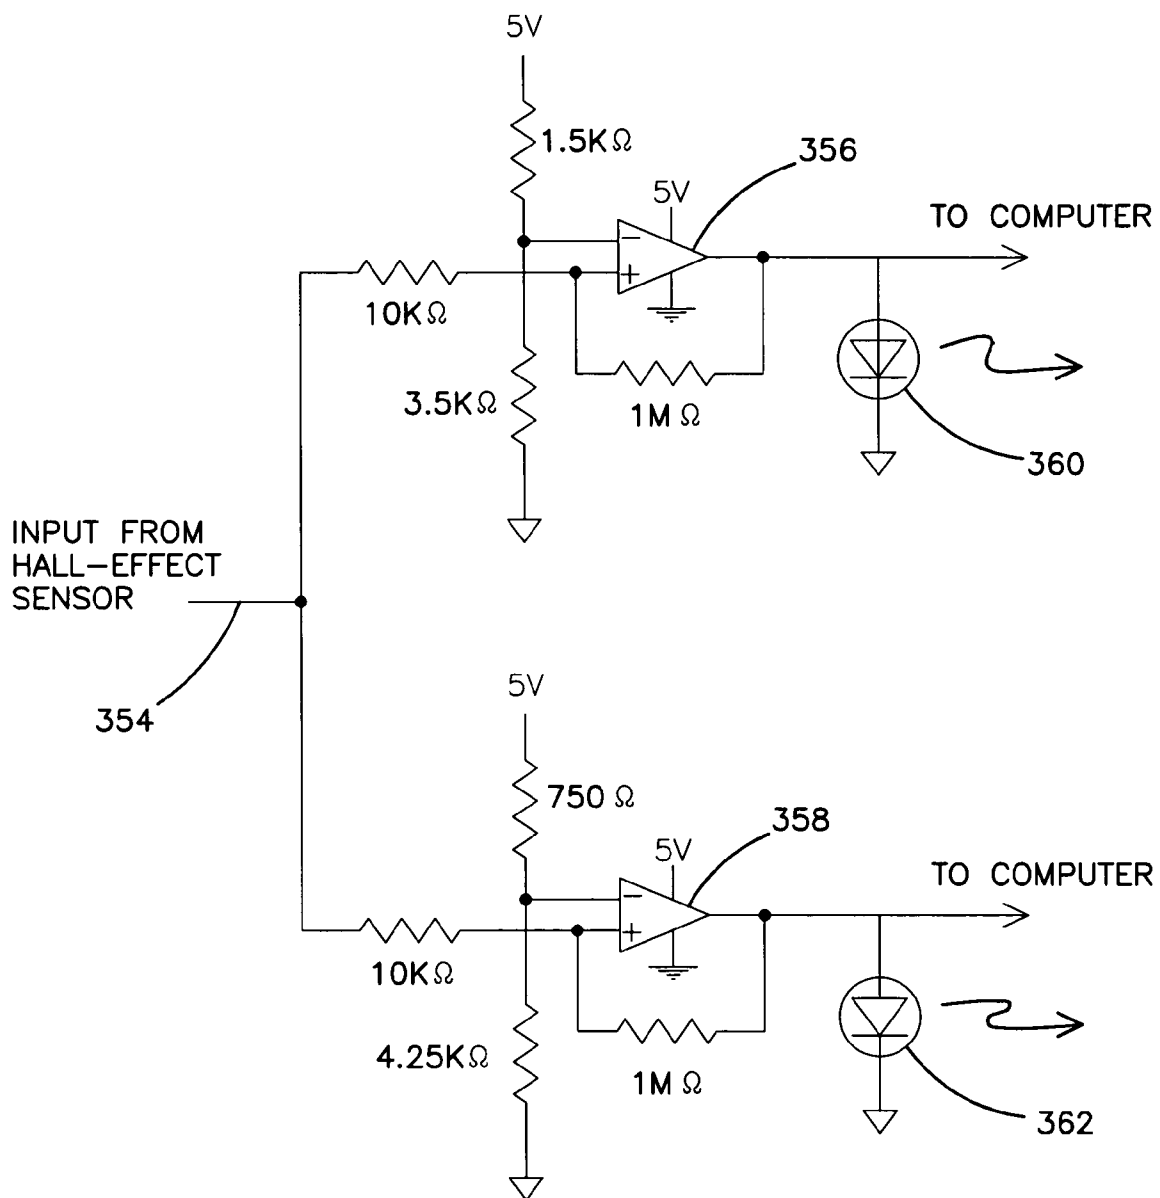 5V
1.5KΩ
356
5V
TO COMPUTER
−
+
10KΩ
3.5KΩ
1M Ω
360
INPUT FROM
HALL–EFFECT
SENSOR
354
5V
750 Ω
358
5V
TO COMPUTER
−
+
10KΩ
4.25KΩ
1M Ω
362